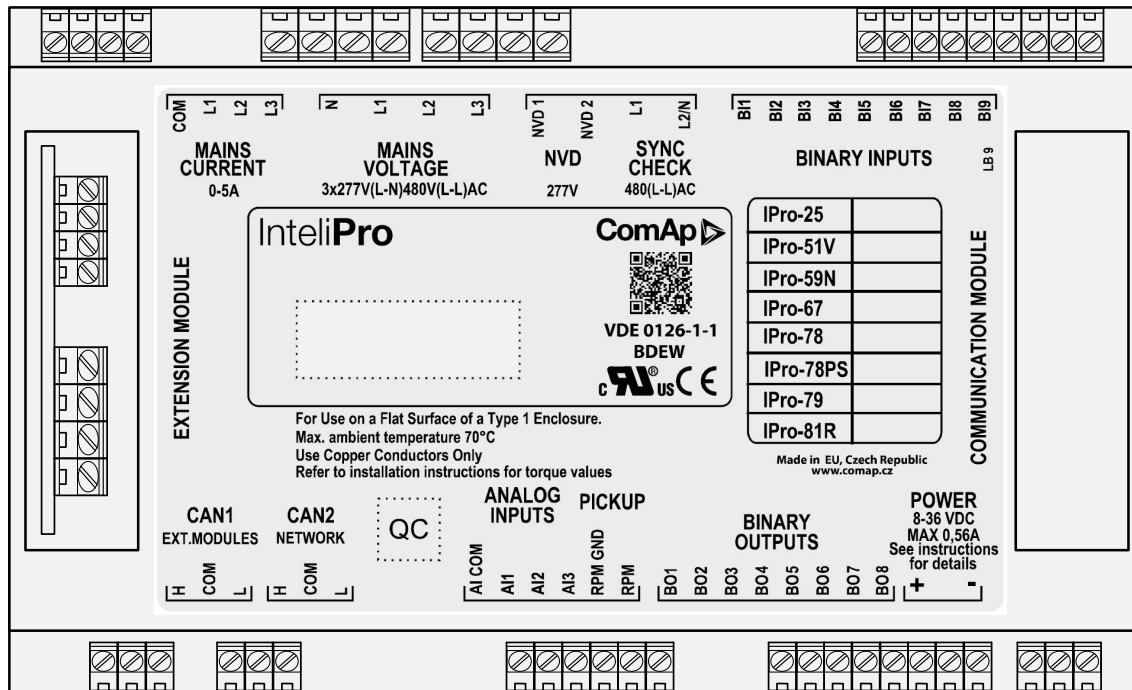 COM L1 L2 L3
N L1 L2 L3
NVD 1 NVD 2 L1 L2/N
BI1 BI2 BI3 BI4 BI5 BI6 BI7 BI8 BI9
MAINS
CURRENT
0-5A
MAINS
VOLTAGE
3x277V(L-N)480V(L-L)AC
NVD
277V
SYNC
CHECK
480(L-L)AC
BINARY INPUTS
LB 9
EXTENSION MODULE
InteliPro
ComAp
VDE 0126-1-1
BDEW
C RU ® US CE
IPro-25
IPro-51V
IPro-59N
IPro-67
IPro-78
IPro-78PS
IPro-79
IPro-81R
COMMUNICATION MODULE
For Use on a Flat Surface of a Type 1 Enclosure.
Max. ambient temperature 70°C
Use Copper Conductors Only
Refer to installation instructions for torque values
Made in EU, Czech Republic
www.comap.cz
CAN1
EXT.MODULES
H COM L
CAN2
NETWORK
H COM L
QC
ANALOG
INPUTS
PICKUP
AI COM AI1 AI2 AI3 RPM GND RPM
BINARY
OUTPUTS
BO1 BO2 BO3 BO4 BO5 BO6 BO7 BO8
POWER
8-36 VDC
MAX 0,56A
See instructions
for details
+ -